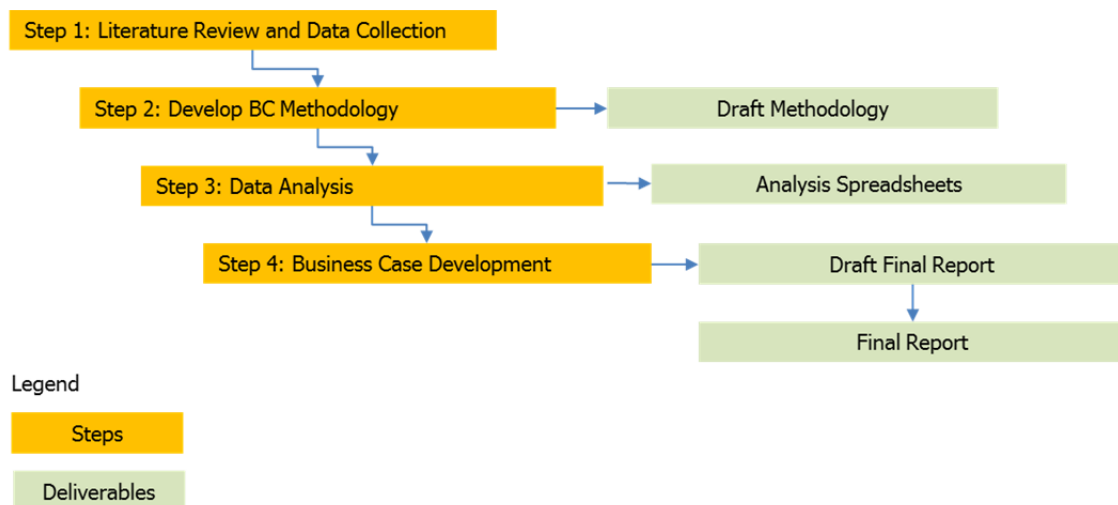 Step 1: Literature Review and Data Collection
Step 2: Develop BC Methodology
Draft Methodology
Step 3: Data Analysis
Analysis Spreadsheets
Step 4: Business Case Development
Draft Final Report
Final Report
Legend
Steps
Deliverables